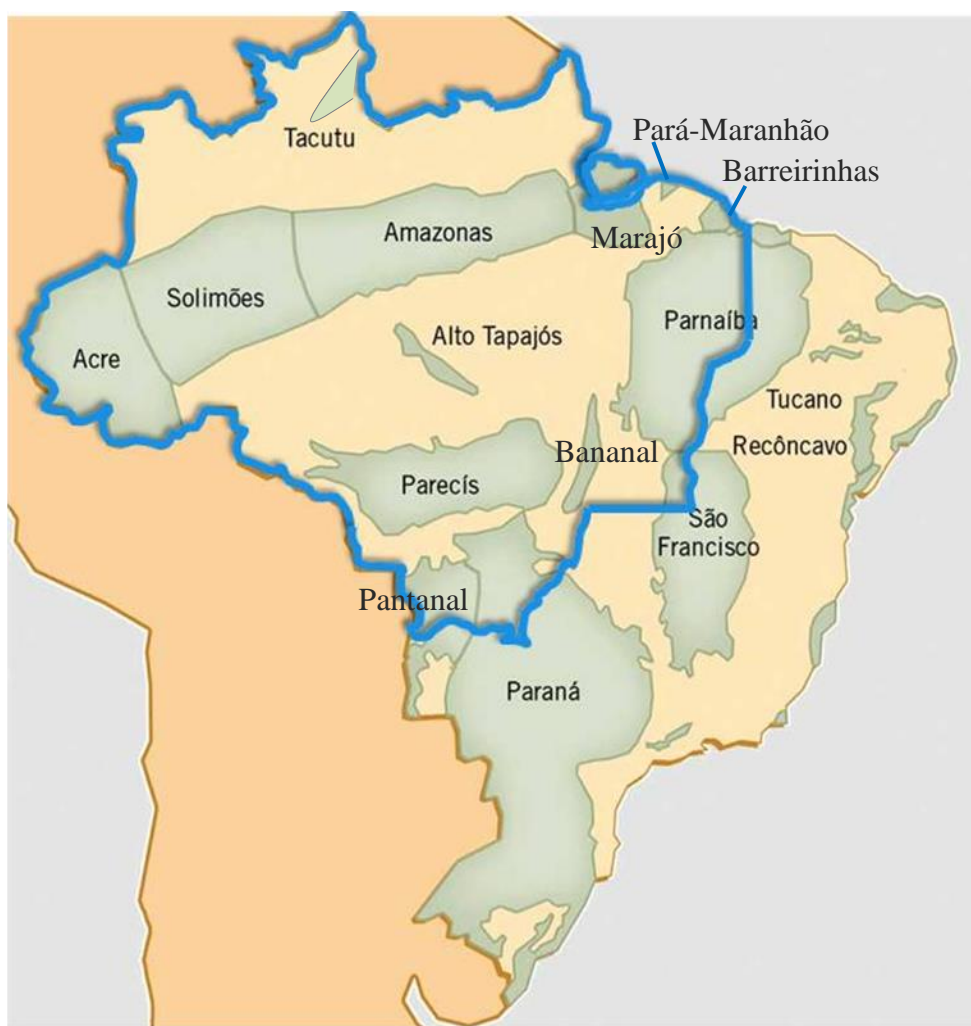 Pará-Maranhão
Tacutu
Barreirinhas
Amazonas
Marajó
Solimões
Parnaíba
Alto Tapajós
Acre
Tucano
Recôncavo
Bananal
Parecís
São
Francisco
Pantanal
Paraná